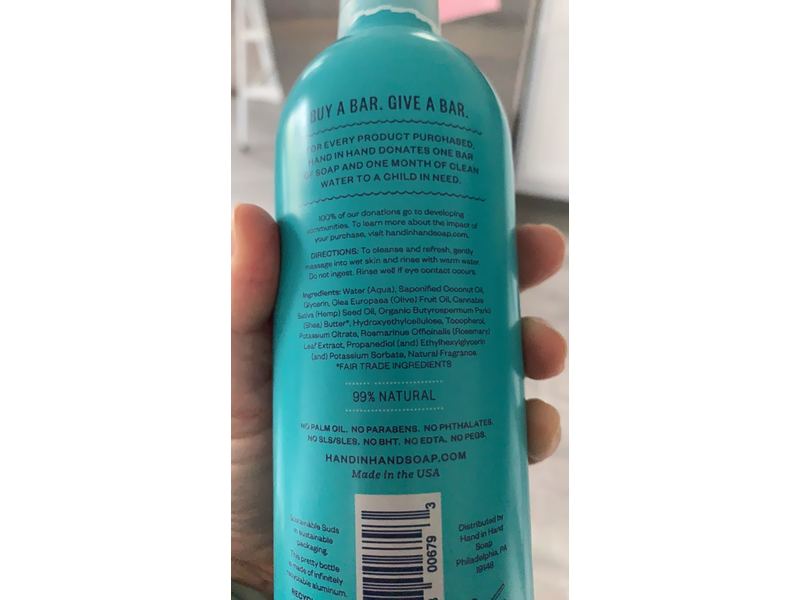 BUY A BAR. GIVE A BAR.
FOR EVERY PRODUCT PURCHASED,
HAND IN HAND DONATES ONE BAR
OF SOAP AND ONE MONTH OF CLEAN
WATER TO A CHILD IN NEED.
100% of our donations go to developing
communities. To learn more about the impact of
your purchase, visit handinhandsoap.com.
DIRECTIONS: To cleanse and refresh, gently
massage into wet skin and rinse with warm water.
Do not ingest. Rinse well if eye contact occurs.
Ingredients: Water (Aqua), Saponified Coconut Oil,
Glycerin, Olea Europaea (Olive) Fruit Oil, Cannabis
Sativa (Hemp) Seed Oil, Organic Butyrospermum Parkii
(Shea) Butter*, Hydroxyethylcellulose, Tocopherol,
Potassium Citrate, Rosmarinus Officinalis (Rosemary)
Leaf Extract, Propanediol (and) Ethylhexylglycerin
(and) Potassium Sorbate, Natural Fragrance
*FAIR TRADE INGREDIENTS
99% NATURAL
NO PALM OIL. NO PARABENS. NO PHTHALATES.
NO SLS/SLES. NO BHT. NO EDTA. NO PEGS.
HANDINHANDSOAP.COM
Made in the USA
Sustainable Suds
in sustainable
packaging.
This pretty bottle
is made of infinitely
recyclable aluminum.
00679 3
Distributed by
Hand in Hand
Soap
Philadelphia, PA
19148